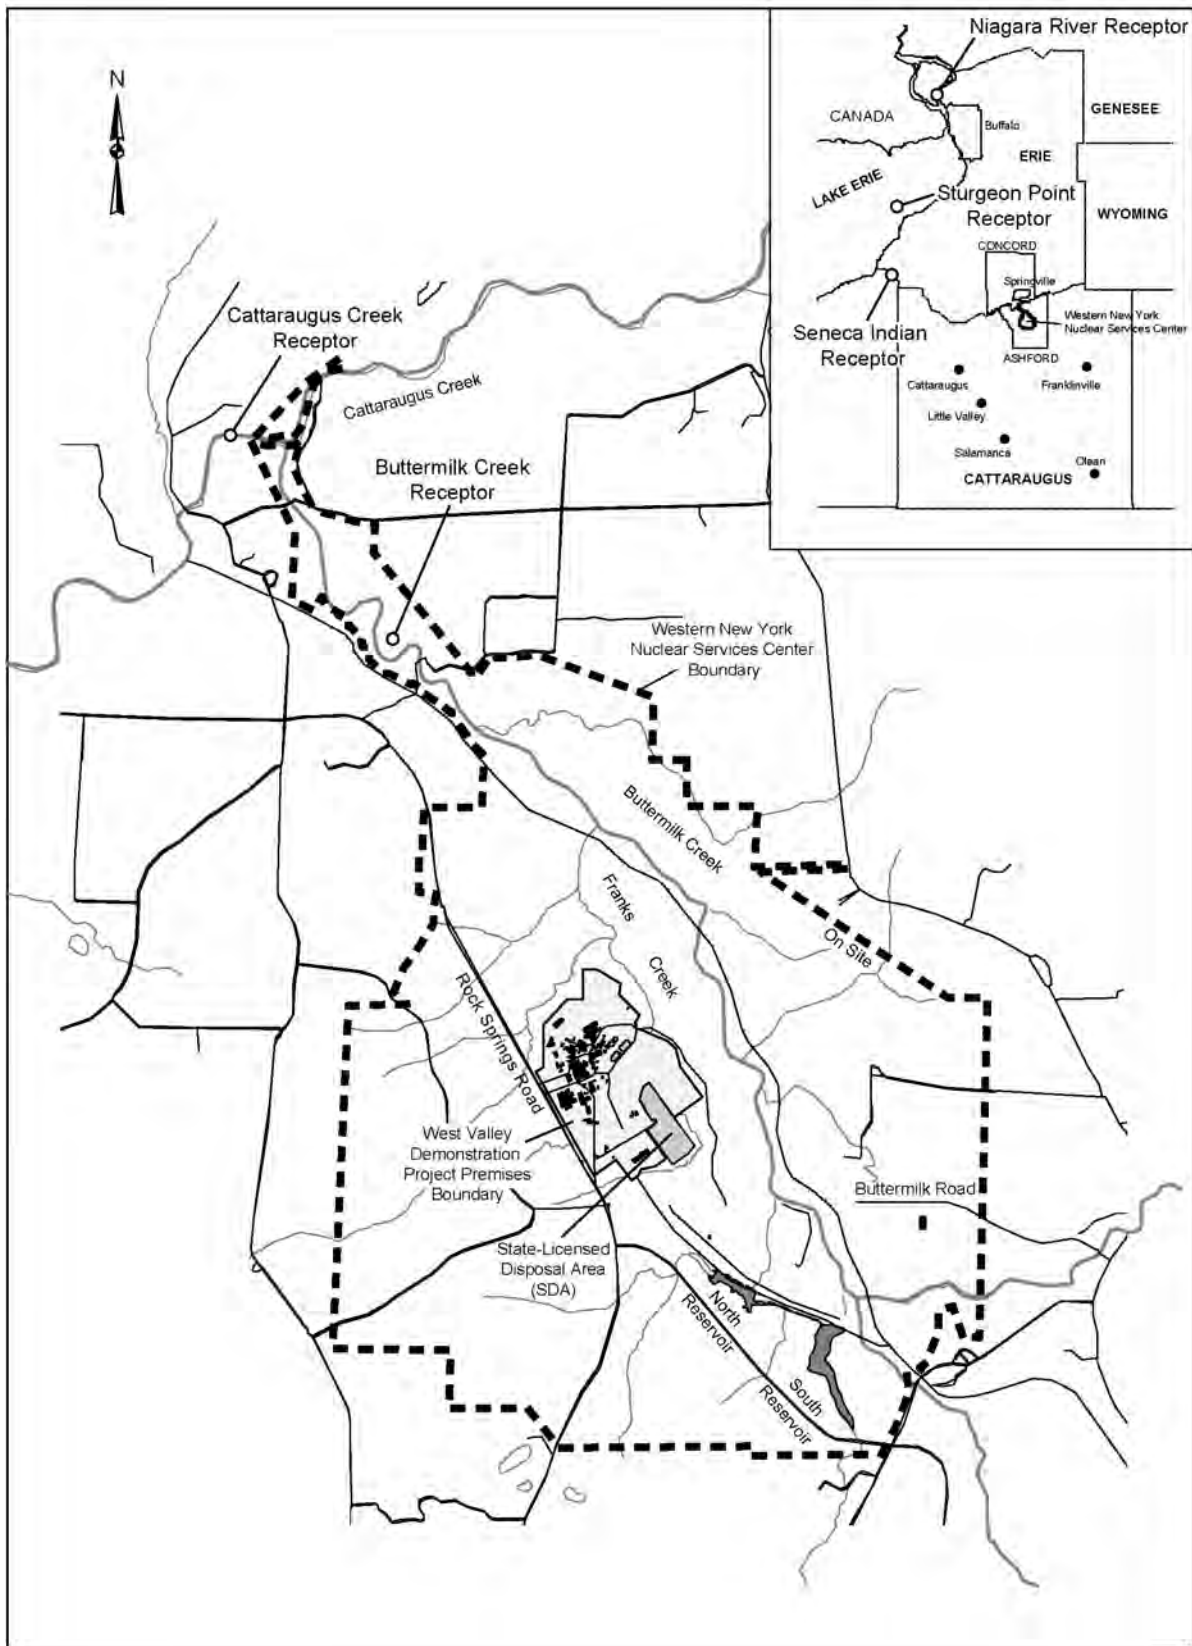 Niagara River Receptor
N
CANADA
GENESEE
Buffalo
ERIE
LAKE ERIE
Sturgeon Point
Receptor
WYOMING
CONCORD
Springville
Western New York
Nuclear Services Center
Seneca Indian
Receptor
ASHFORD
Cattaraugus
Franklinville
Little Valley
Salamanca
Olean
CATTARAUGUS
Cattaraugus Creek
Receptor
Cattaraugus Creek
Buttermilk Creek
Receptor
Western New York
Nuclear Services Center
Boundary
Buttermilk Creek
Franks
Creek
On Site
Rock Springs Road
West Valley
Demonstration
Project Premises
Boundary
Buttermilk Road
State-Licensed
Disposal Area
(SDA)
North
Reservoir
South
Reservoir